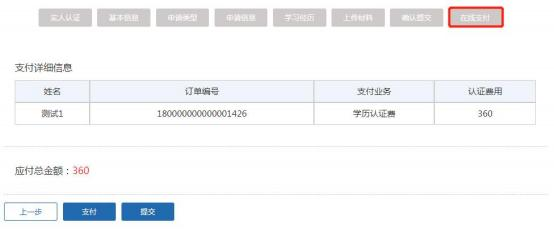 实人认证 基本信息 申请类型 申请信息 学习经历 上传材料 确认提交 在线支付
支付详细信息
姓名 订单编号 支付业务 认证费用
测试1 180000000000001426 学历认证费 360
应付总金额：360
上一步 支付 提交